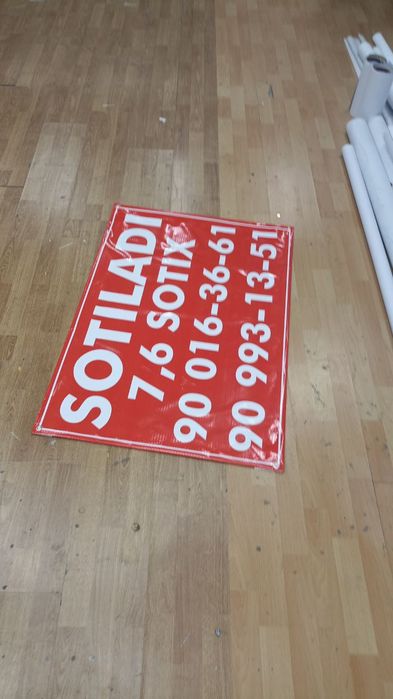 SOTILADI
7,6 SOTIX
90 016-36-61
90 993-13-51